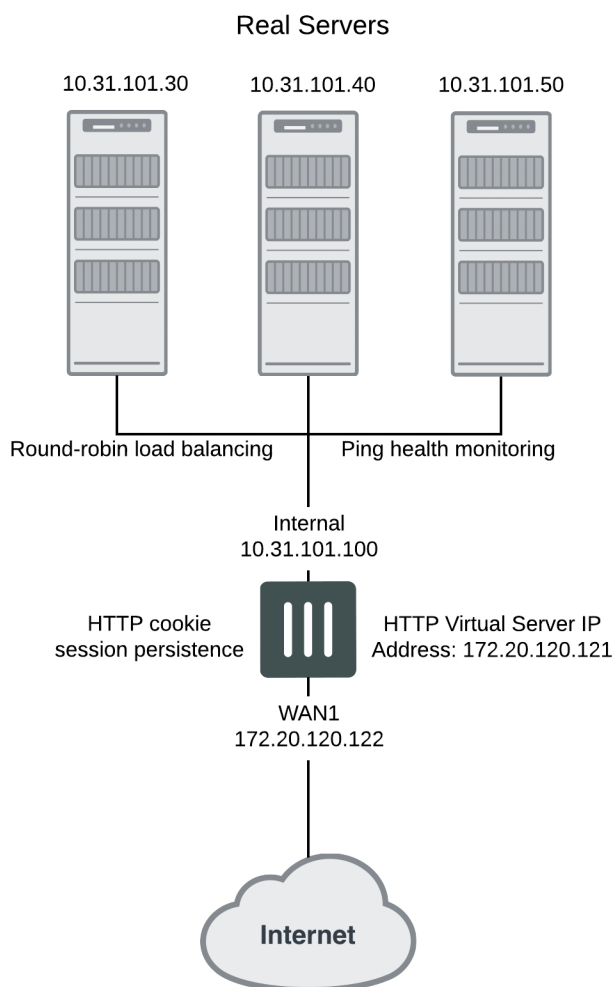 Real Servers
10.31.101.30
10.31.101.40
10.31.101.50
Round-robin load balancing
Ping health monitoring
Internal
10.31.101.100
HTTP cookie
session persistence
HTTP Virtual Server IP
Address: 172.20.120.121
WAN1
172.20.120.122
Internet